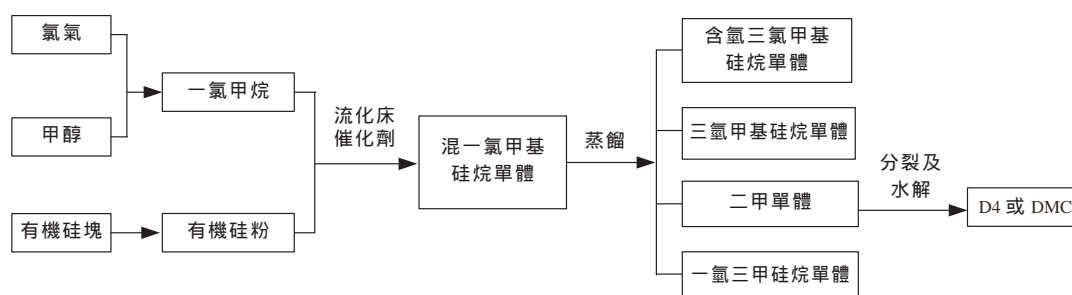 氯氣
甲醇
一氯甲烷
有機硅塊
有機硅粉
流化床
催化劑
混一氯甲基
硅烷單體
蒸餾
含氫三氯甲基
硅烷單體
三氫甲基硅烷單體
二甲單體
一氫三甲硅烷單體
分裂及
水解
D4 或 DMC